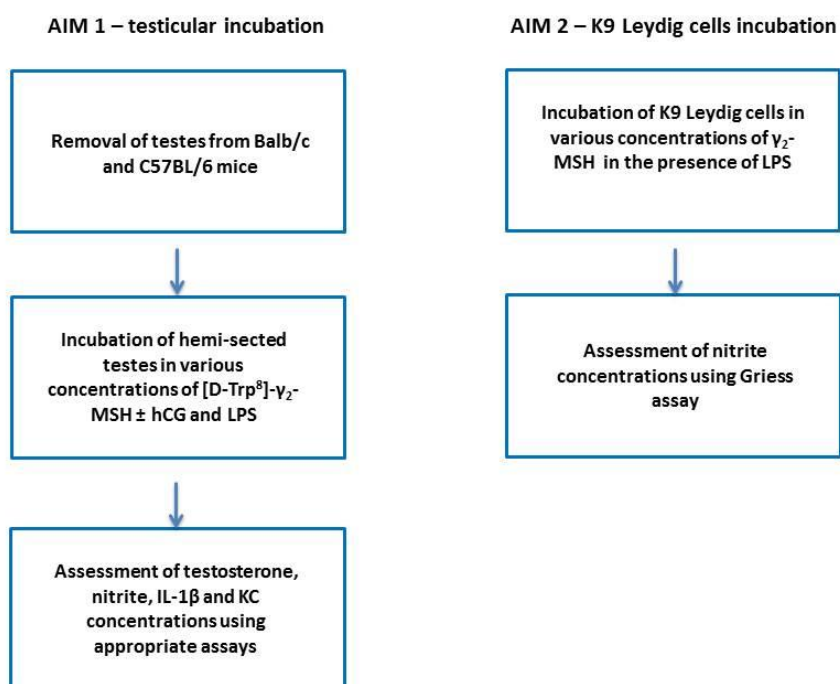 AIM 1 – testicular incubation
Removal of testes from Balb/c
and C57BL/6 mice
Incubation of hemi-sected
testes in various
concentrations of [D-Trp⁸]-γ₂-
MSH ± hCG and LPS
Assessment of testosterone,
nitrite, IL-1β and KC
concentrations using
appropriate assays
AIM 2 – K9 Leydig cells incubation
Incubation of K9 Leydig cells in
various concentrations of γ₂-
MSH in the presence of LPS
Assessment of nitrite
concentrations using Griess
assay